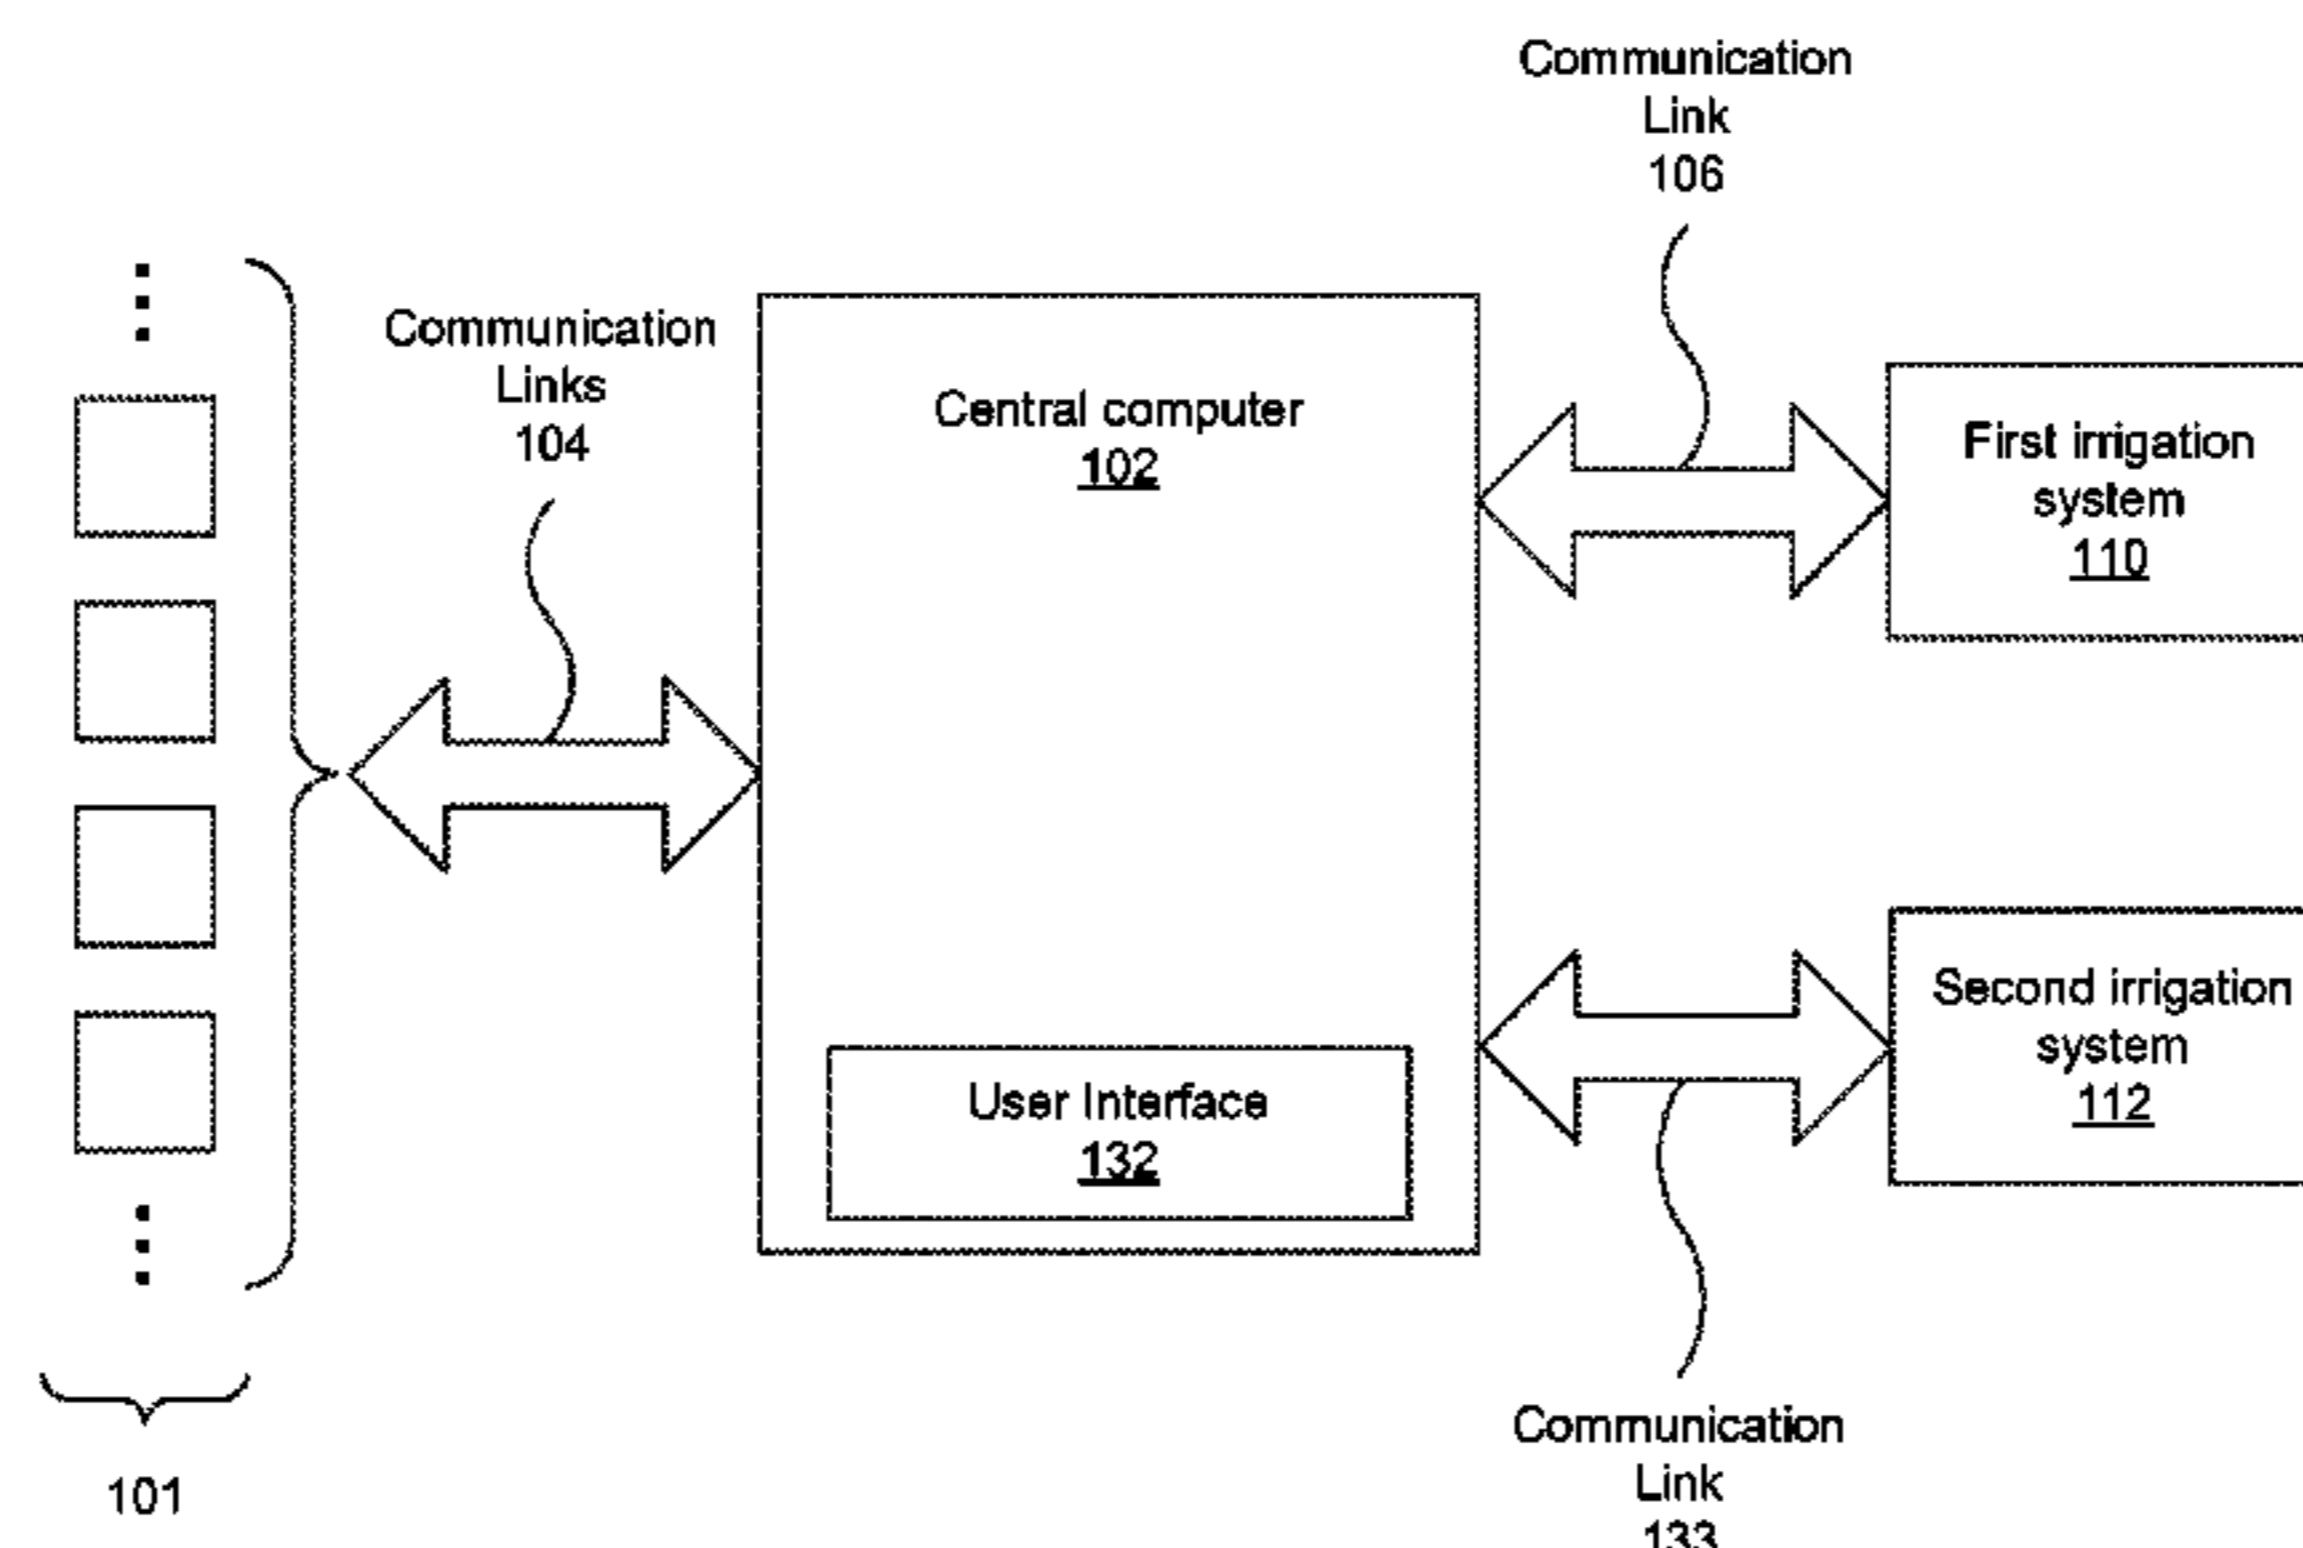 Communication
Link
106
Communication
Links
104
Central computer
102
First irrigation
system
110
Second irrigation
system
112
User Interface
132
Communication
Link
133
101